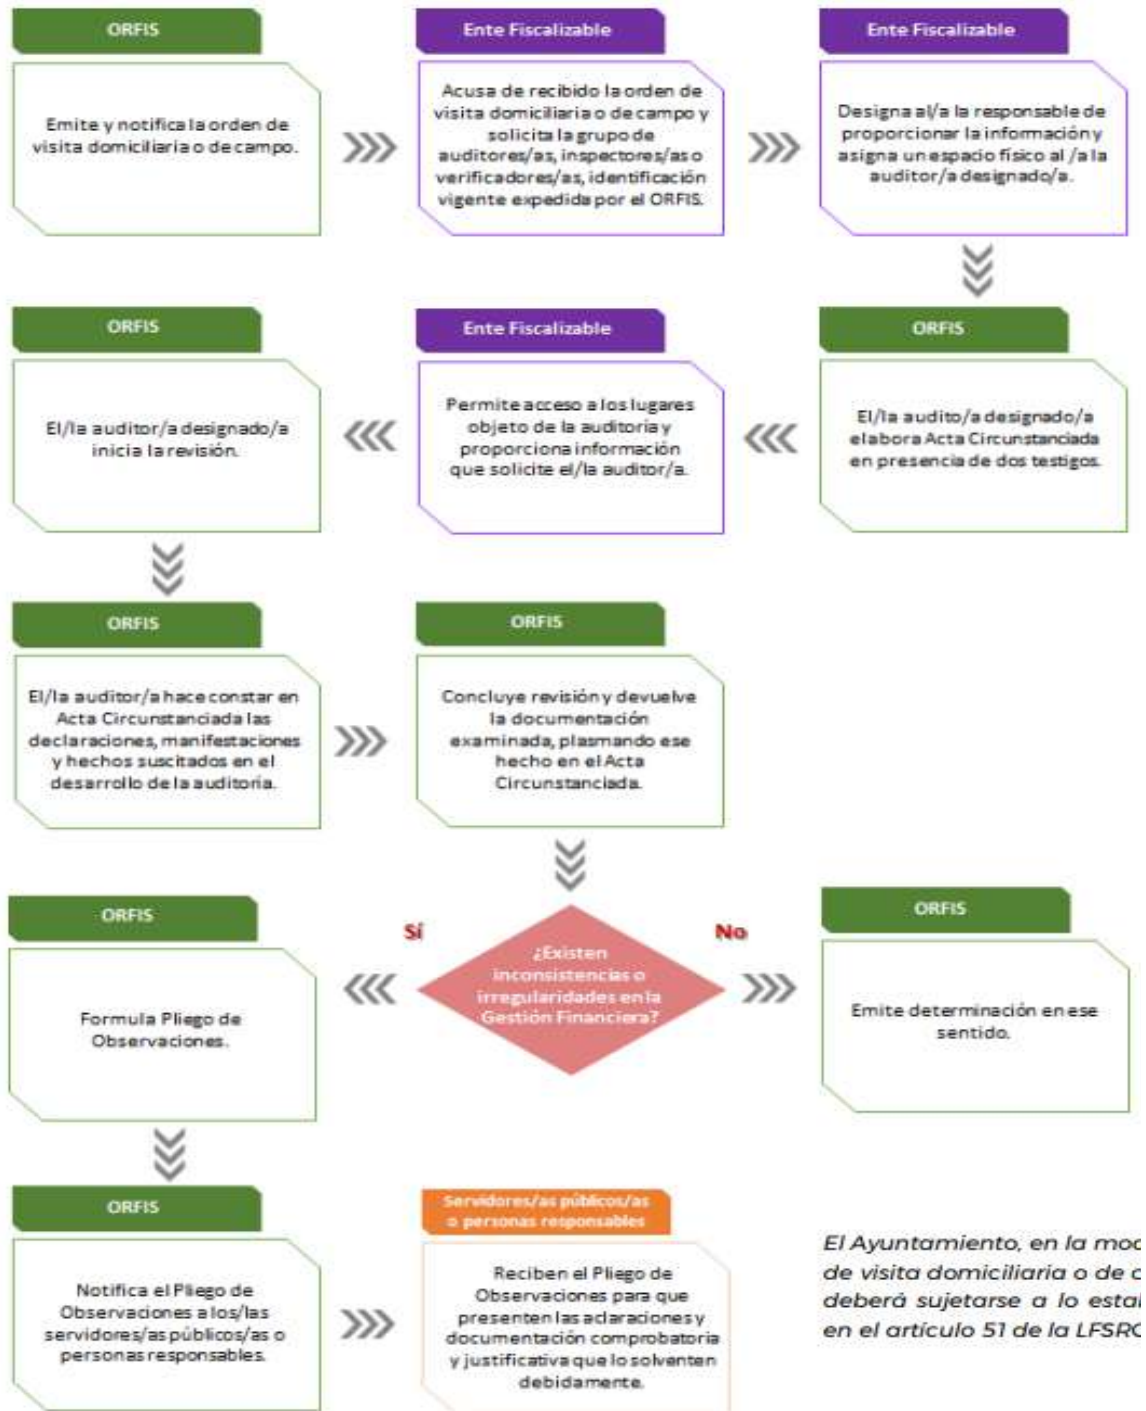 ORFIS
Emite y notifica la orden de
visita domiciliaria o de campo.
Ente Fiscalizable
Acusa de recibido la orden de
visita domiciliaria o de campo y
solicita la grupo de
auditores/as, inspectores/as o
verificadores/as, identificación
vigente expedida por el ORFIS.
Ente Fiscalizable
Designa al/a la responsable de
proporcionar la información y
asigna un espacio físico al /a la
auditor/a designado/a.
ORFIS
El/la audito/a designado/a
elabora Acta Circunstanciada
en presencia de dos testigos.
Ente Fiscalizable
Permite acceso a los lugares
objeto de la auditoría y
proporciona información
que solicite el/la auditor/a.
ORFIS
El/la auditor/a designado/a
inicia la revisión.
ORFIS
El/la auditor/a hace constar en
Acta Circunstanciada las
declaraciones, manifestaciones
y hechos suscitados en el
desarrollo de la auditoría.
ORFIS
Concluye revisión y devuelve
la documentación
examinada, plasmando ese
hecho en el Acta
Circunstanciada.
¿Existen
inconsistencias o
irregularidades en la
Gestión Financiera?
Sí
No
ORFIS
Formula Pliego de
Observaciones.
ORFIS
Emite determinación en ese
sentido.
ORFIS
Notifica el Pliego de
Observaciones a los/las
servidores/as públicos/as o
personas responsables.
Servidores/as públicos/as
o personas responsables
Reciben el Pliego de
Observaciones para que
presenten las aclaraciones y
documentación comprobatoria
y justificativa que lo solventen
debidamente.
El Ayuntamiento, en la
de visita domiciliaria o de
deberá sujetarse a lo
en el artículo 51 de la